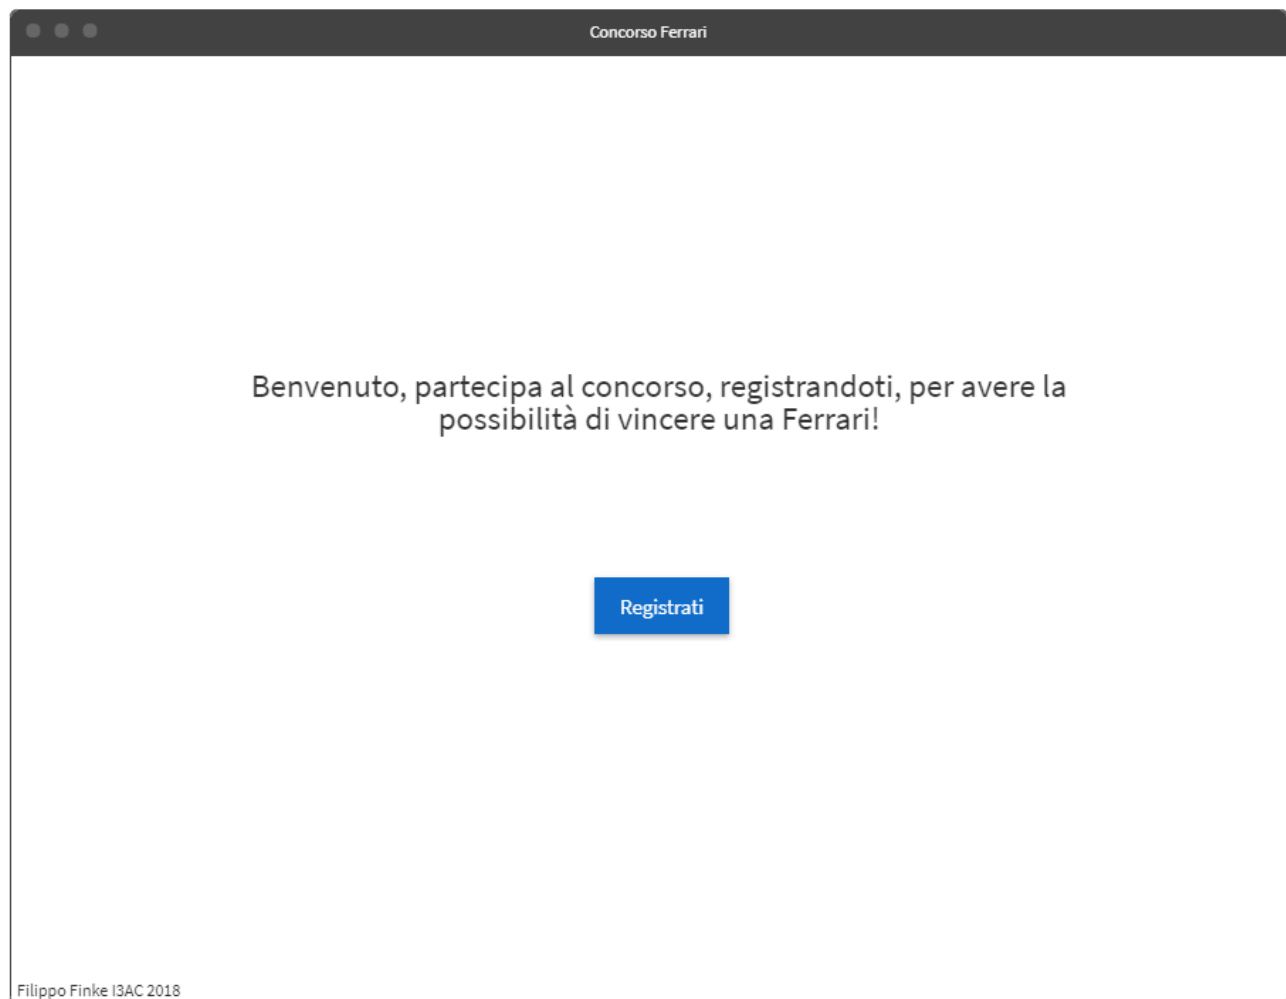 Concorso Ferrari
Benvenuto, partecipa al concorso, registrandoti, per avere la
possibilità di vincere una Ferrari!
Registrati
Filippo Finke I3AC 2018